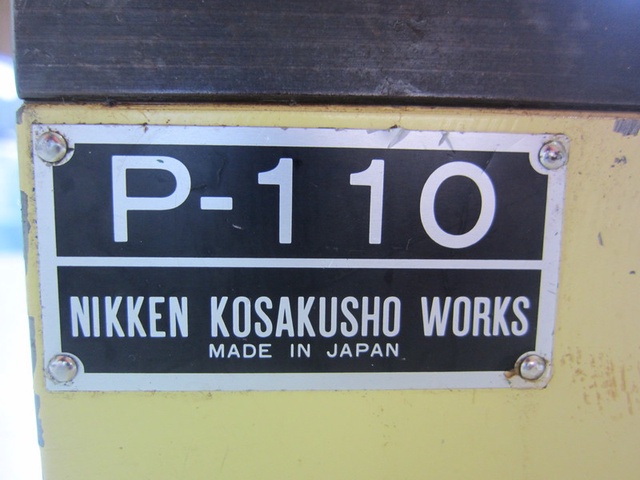 P-110
NIKKEN KOSAKUSHO WORKS
MADE IN JAPAN